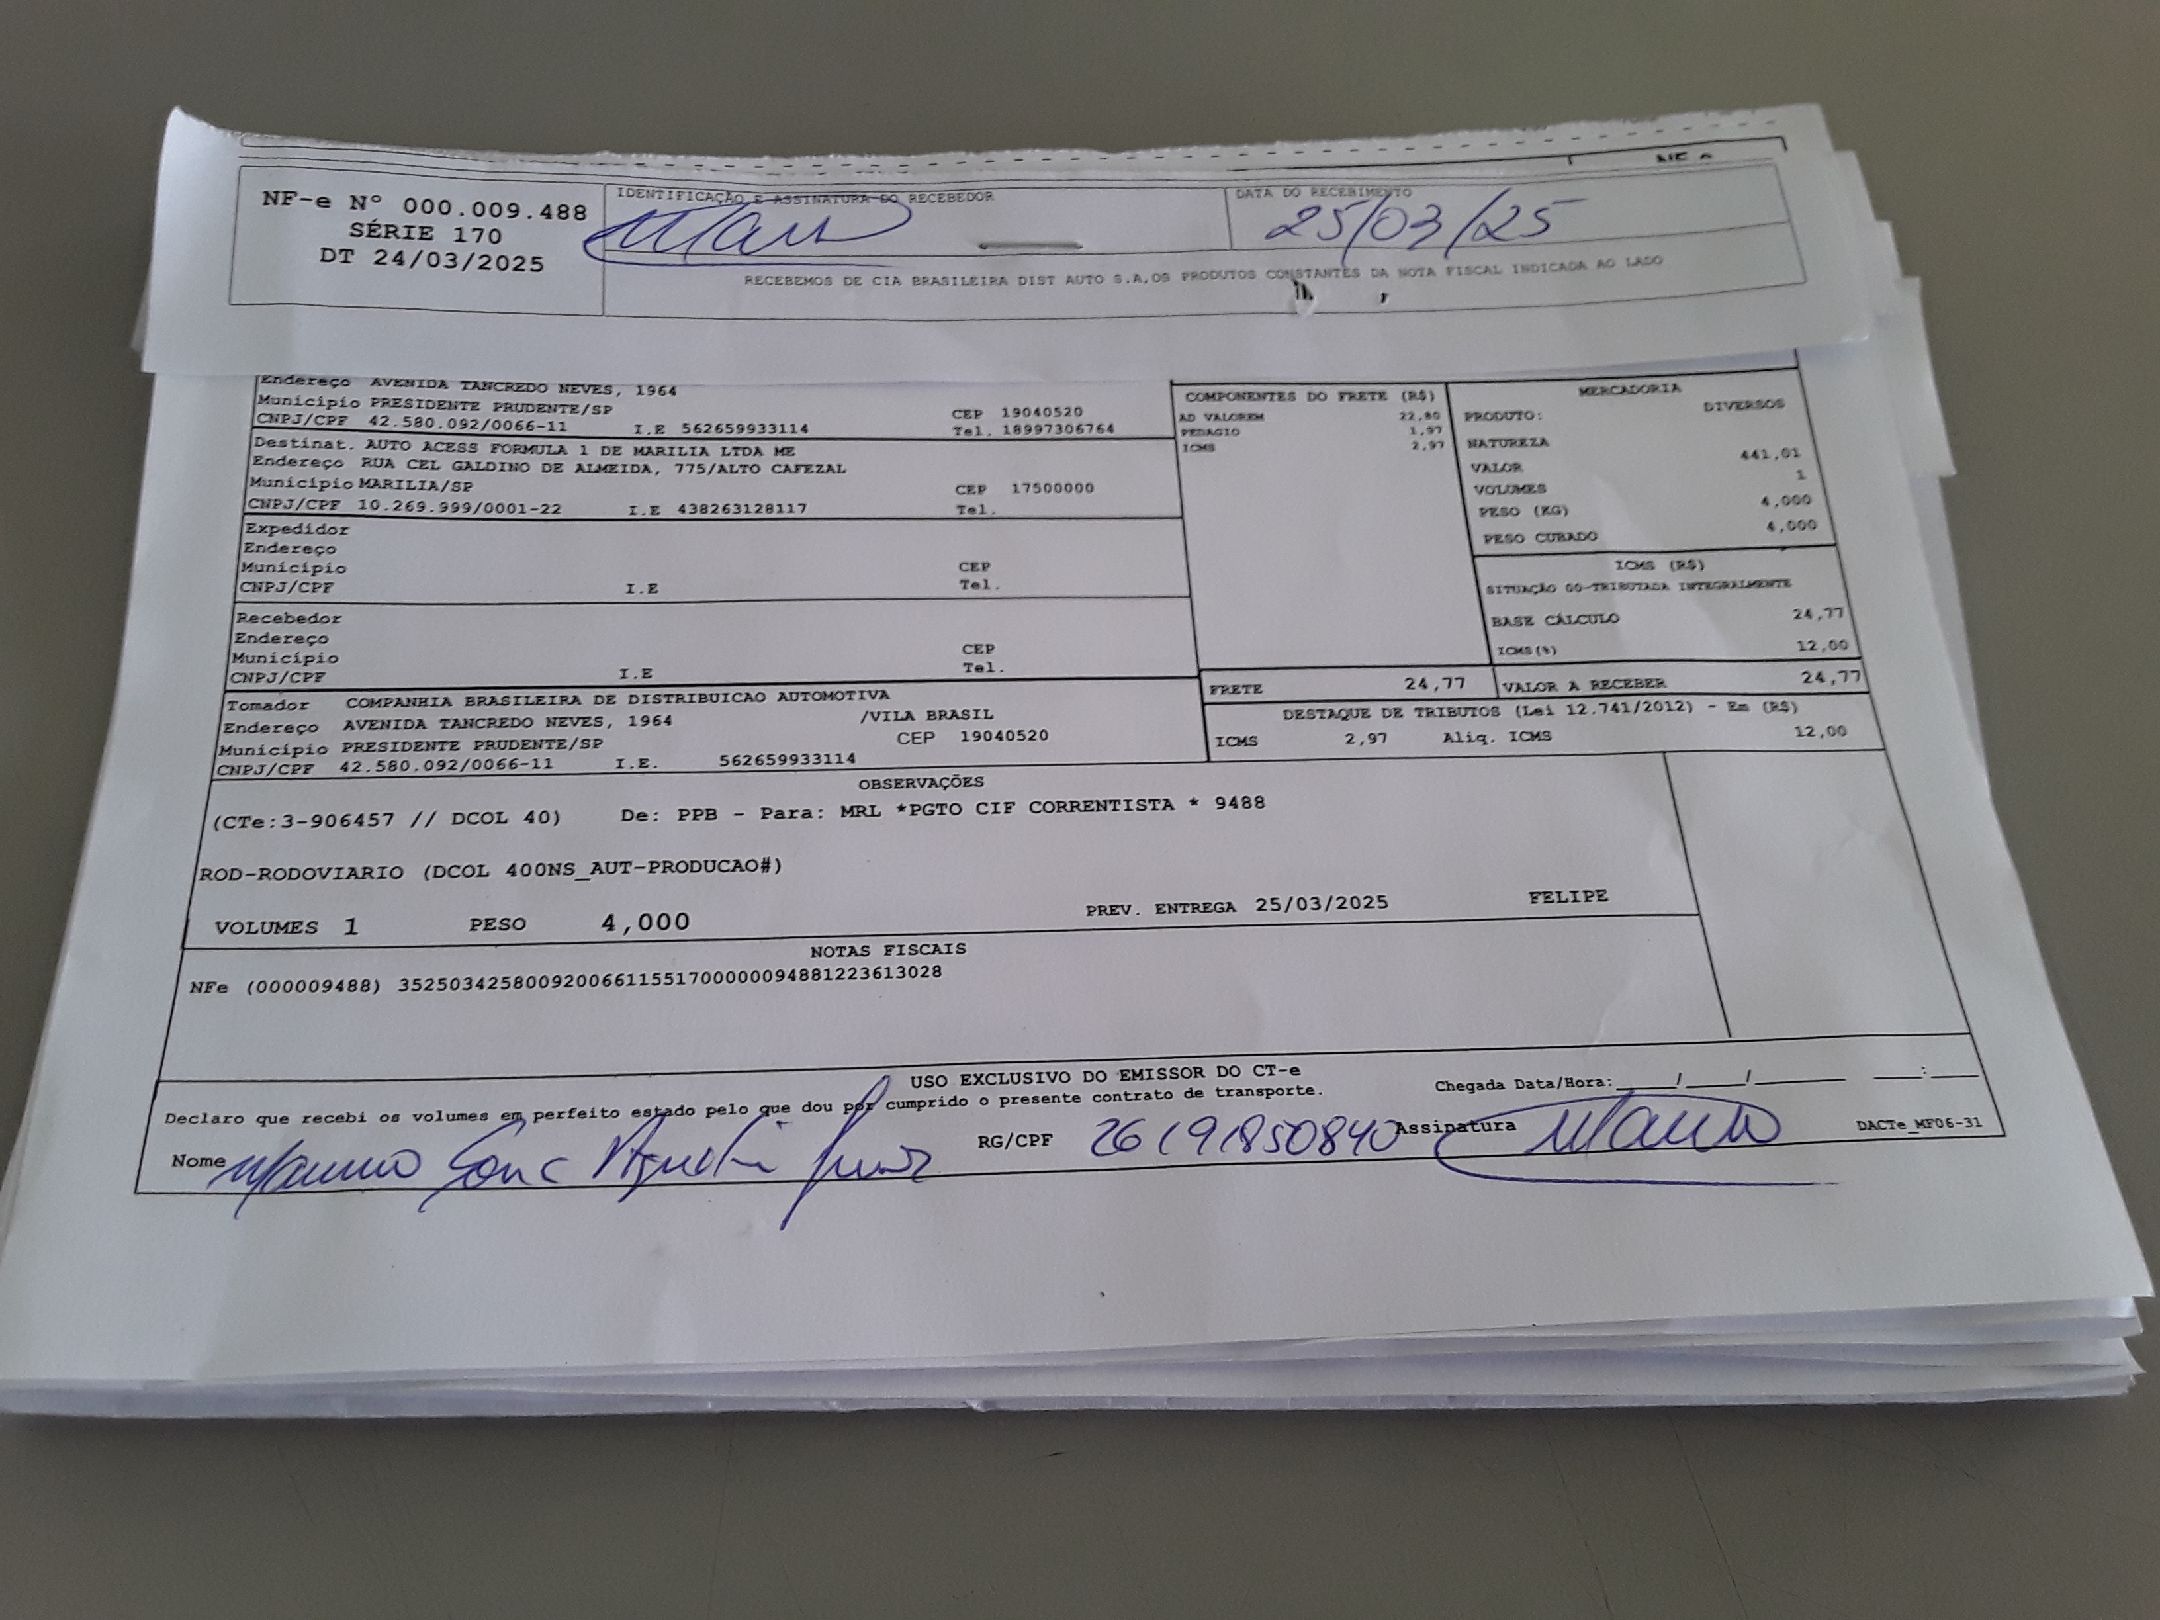 NF-e Nº 000.009.488
SÉRIE 170
DT 24/03/2025
IDENTIFICAÇÃO E ASSINATURA DO RECEBEDOR
DATA DO RECEBIMENTO
25/03/25
RECEBEMOS DE CIA BRASILEIRA DIST AUTO S.A,OS PRODUTOS CONSTANTES DA NOTA FISCAL INDICADA AO LADO
Endereço AVENIDA TANCREDO NEVES, 1964
Município PRESIDENTE PRUDENTE/SP CEP 19040520
CNPJ/CPF 42.580.092/0066-11 I.E 562659933114 Tel. 18997306764
Destinat. AUTO ACESS FORMULA 1 DE MARILIA LTDA ME
Endereço RUA CEL GALDINO DE ALMEIDA, 775/ALTO CAFEZAL
Município MARILIA/SP CEP 17500000
CNPJ/CPF 10.269.999/0001-22 I.E 438263128117 Tel.
Expedidor
Endereço
Município CEP
CNPJ/CPF I.E Tel.
Recebedor
Endereço
Município CEP
CNPJ/CPF I.E Tel.
Tomador COMPANHIA BRASILEIRA DE DISTRIBUICAO AUTOMOTIVA
Endereço AVENIDA TANCREDO NEVES, 1964 /VILA BRASIL
Município PRESIDENTE PRUDENTE/SP CEP 19040520
CNPJ/CPF 42.580.092/0066-11 I.E. 562659933114
COMPONENTES DO FRETE (R$)
AD VALOREM 22,80
PEDAGIO 1,97
ICMS 2,97
MERCADORIA
PRODUTO: DIVERSOS
NATUREZA
VALOR 441,01
VOLUMES 1
PESO (KG) 4,000
PESO CUBADO 4,000
ICMS (R$)
SITUAÇÃO 00-TRIBUTADA INTEGRALMENTE
BASE CÁLCULO 24,77
ICMS(%) 12,00
FRETE 24,77 VALOR A RECEBER 24,77
DESTAQUE DE TRIBUTOS (Lei 12.741/2012) - Em (R$)
ICMS 2,97 Aliq. ICMS 12,00
OBSERVAÇÕES
(CTe:3-906457 // DCOL 40) De: PPB - Para: MRL *PGTO CIF CORRENTISTA * 9488
ROD-RODOVIARIO (DCOL 400NS_AUT-PRODUCAO#)
VOLUMES 1 PESO 4,000 PREV. ENTREGA 25/03/2025 FELIPE
NOTAS FISCAIS
NFe (000009488) 35250342580092006611551700000094881223613028
USO EXCLUSIVO DO EMISSOR DO CT-e
Declaro que recebi os volumes em perfeito estado pelo que dou por cumprido o presente contrato de transporte.
Chegada Data/Hora:____/____/______ ___:___
Nome RG/CPF 26191850840 Assinatura
DACTe_MF06-31